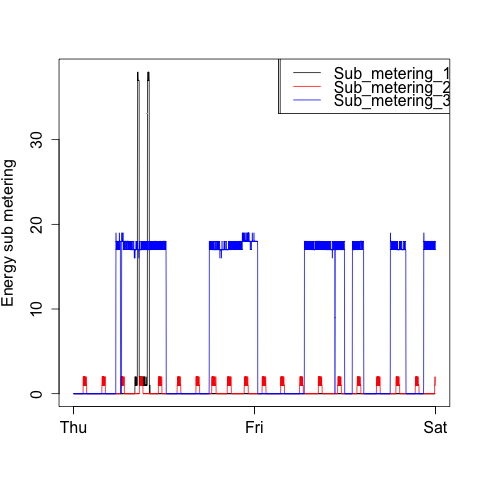 Sub_metering_1
Sub_metering_2
Sub_metering_3
Energy sub metering
30
20
10
0
Thu Fri Sat